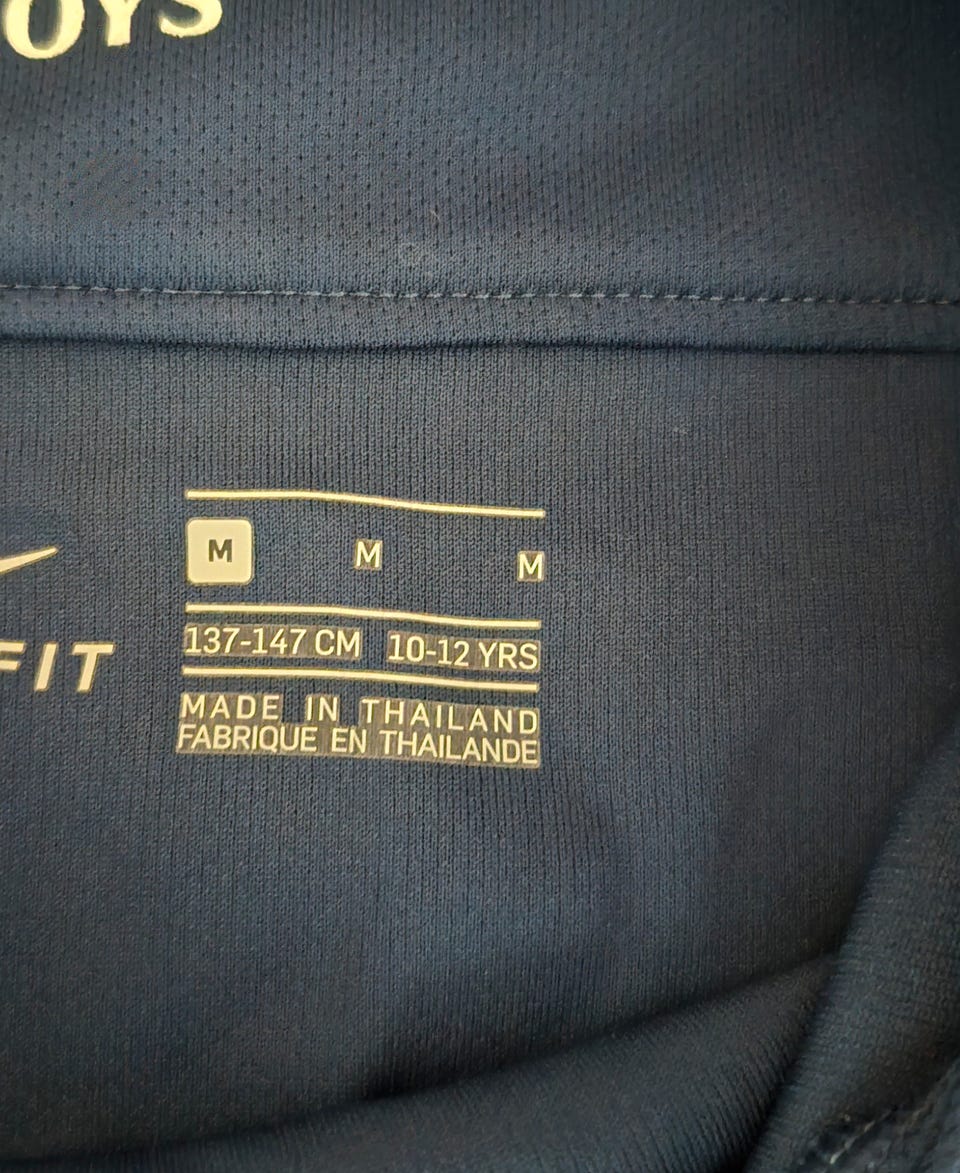 OYS
M M M
137-147 CM 10-12 YRS
FIT
MADE IN THAILAND
FABRIQUE EN THAILANDE